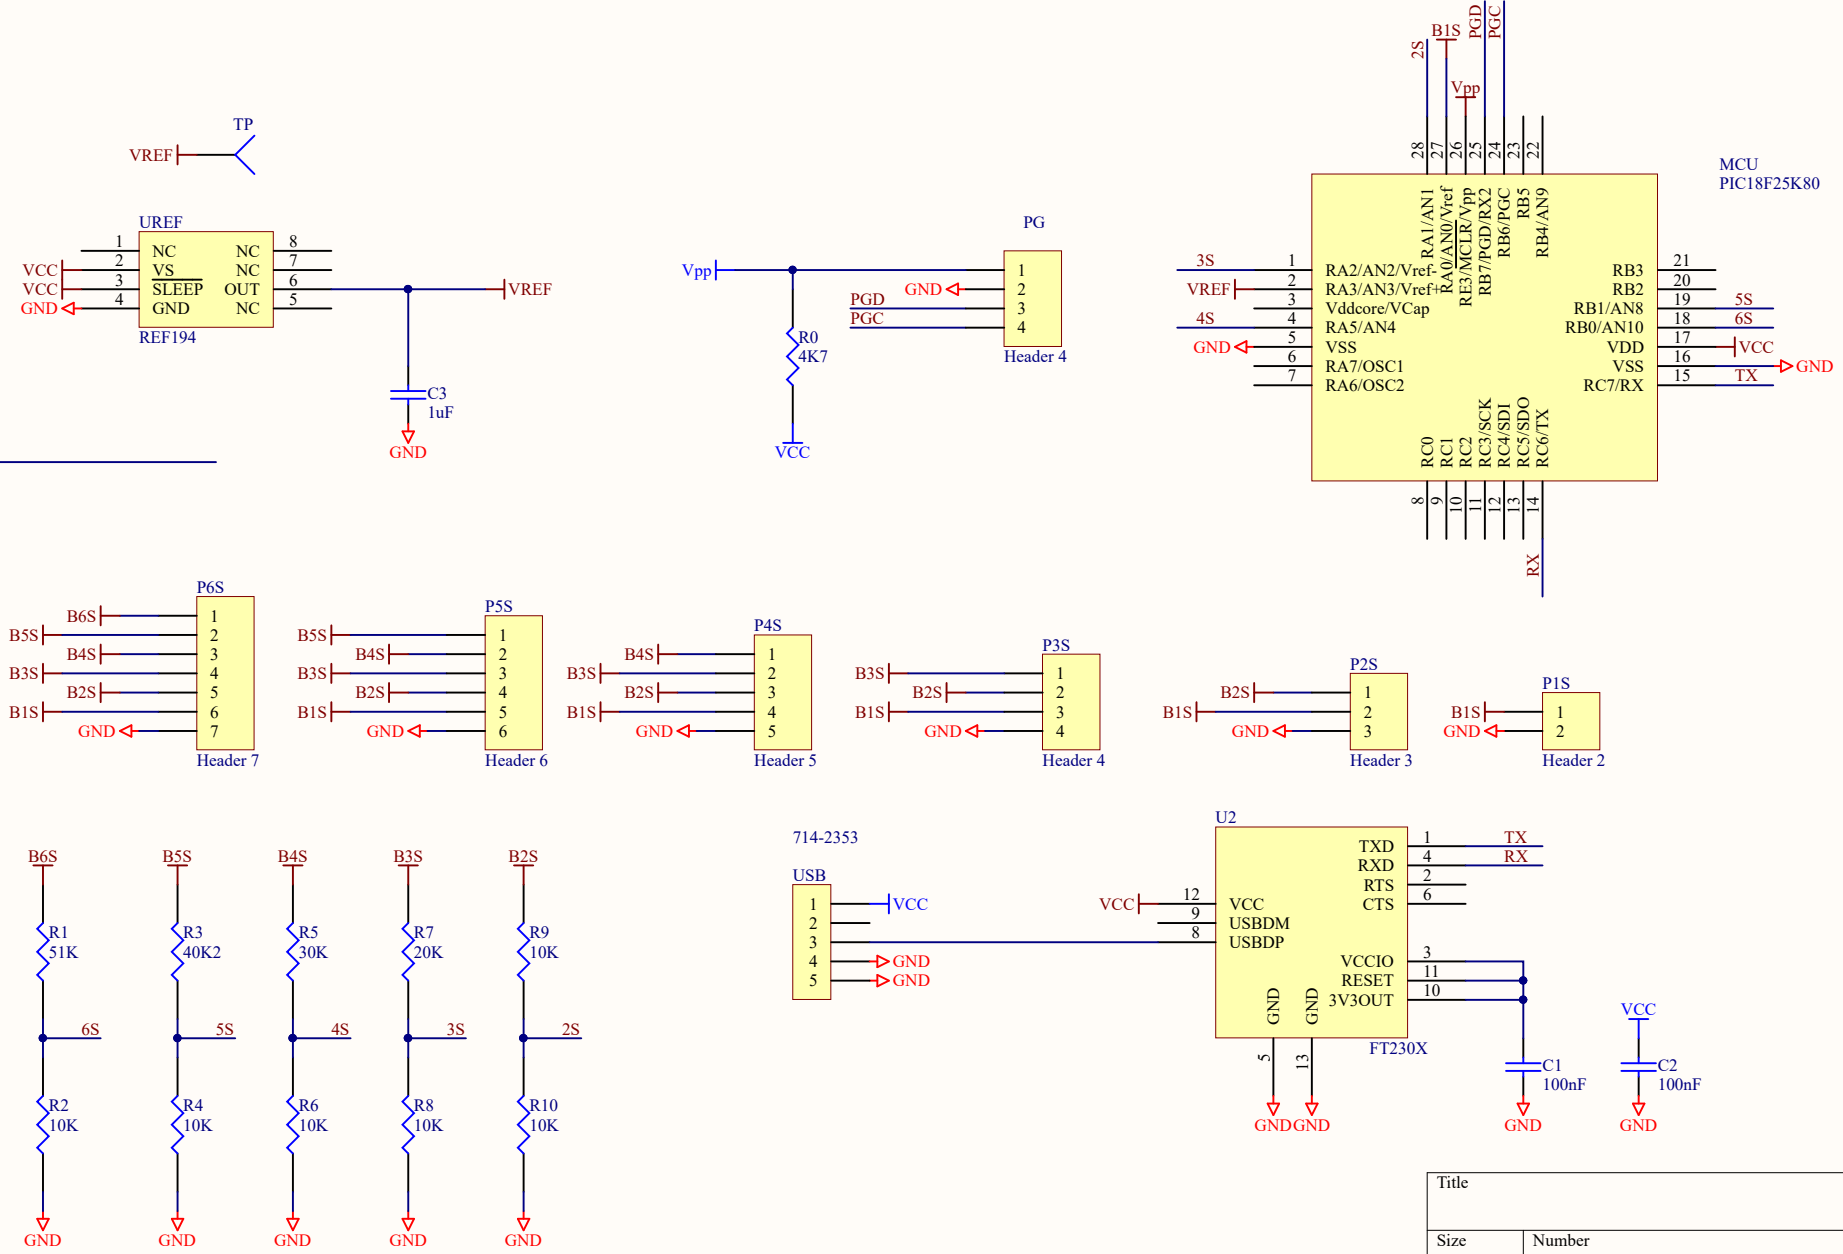 TP
VREF
UREF
1 NC NC 8
VCC 2 VS NC 7
VCC 3 SLEEP OUT 6 VREF
GND 4 GND NC 5
REF194
C3
1uF
GND
PG
Vpp 1
GND 2
PGD 3
PGC 4
Header 4
R0
4K7
VCC
2S B1S Vpp PGD PGC
28 27 26 25 24 23 22
MCU
PIC18F25K80
RA1/AN1
RA0/AN0/Vref
RE3/MCLR/Vpp
RB7/PGD/RX2
RB6/PGC
RB5
RB4/AN9
3S 1 RA2/AN2/Vref- RB3 21
VREF 2 RA3/AN3/Vref+ RB2 20
3 Vddcore/VCap RB1/AN8 19 5S
4S 4 RA5/AN4 RB0/AN10 18 6S
GND 5 VSS VDD 17 VCC
6 RA7/OSC1 VSS 16 GND
7 RA6/OSC2 RC7/RX 15 TX
RC0
RC1
RC2
RC3/SCK
RC4/SDI
RC5/SDO
RC6/TX
8 9 10 11 12 13 14
RX
P6S
B6S 1
B5S 2
B4S 3
B3S 4
B2S 5
B1S 6
GND 7
Header 7
P5S
B5S 1
B4S 2
B3S 3
B2S 4
B1S 5
GND 6
Header 6
P4S
B4S 1
B3S 2
B2S 3
B1S 4
GND 5
Header 5
P3S
B3S 1
B2S 2
B1S 3
GND 4
Header 4
P2S
B2S 1
B1S 2
GND 3
Header 3
P1S
B1S 1
GND 2
Header 2
B6S
R1
51K
6S
R2
10K
GND
B5S
R3
40K2
5S
R4
10K
GND
B4S
R5
30K
4S
R6
10K
GND
B3S
R7
20K
3S
R8
10K
GND
B2S
R9
10K
2S
R10
10K
GND
714-2353
USB
1 VCC
2
3
4 GND
5 GND
U2
TXD 1 TX
RXD 4 RX
RTS 2
CTS 6
VCC 12 VCC
9 USBDM
8 USBDP
VCCIO 3
RESET 11
3V3OUT 10
GND GND
5 13
GND GND
FT230X
C1
100nF
GND
VCC
C2
100nF
GND
Title
Size Number